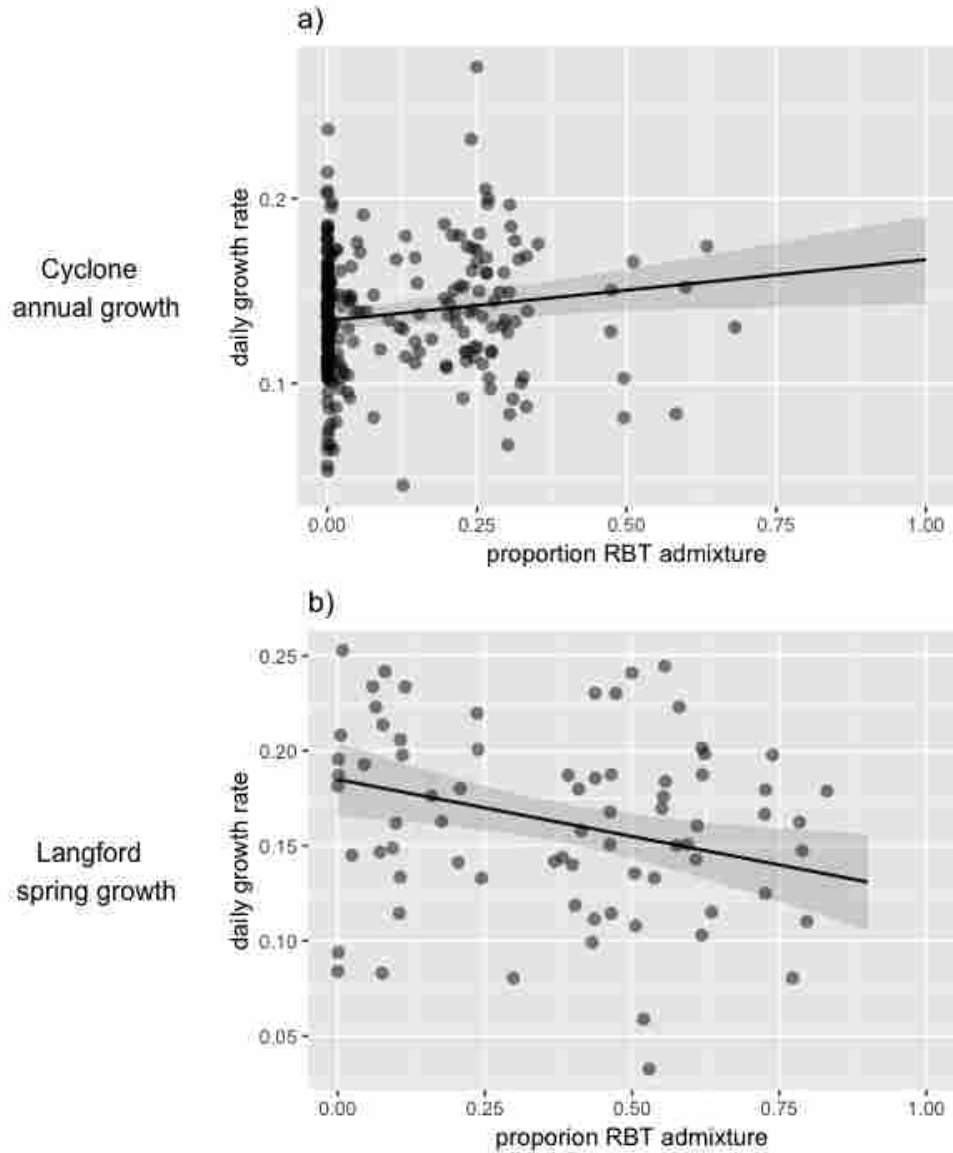 a)
Cyclone
annual growth
daily growth rate
0.2
0.1
0.00 0.25 0.50 0.75 1.00
proportion RBT admixture
b)
Langford
spring growth
daily growth rate
0.25
0.20
0.15
0.10
0.05
0.00 0.25 0.50 0.75 1.00
proporion RBT admixture